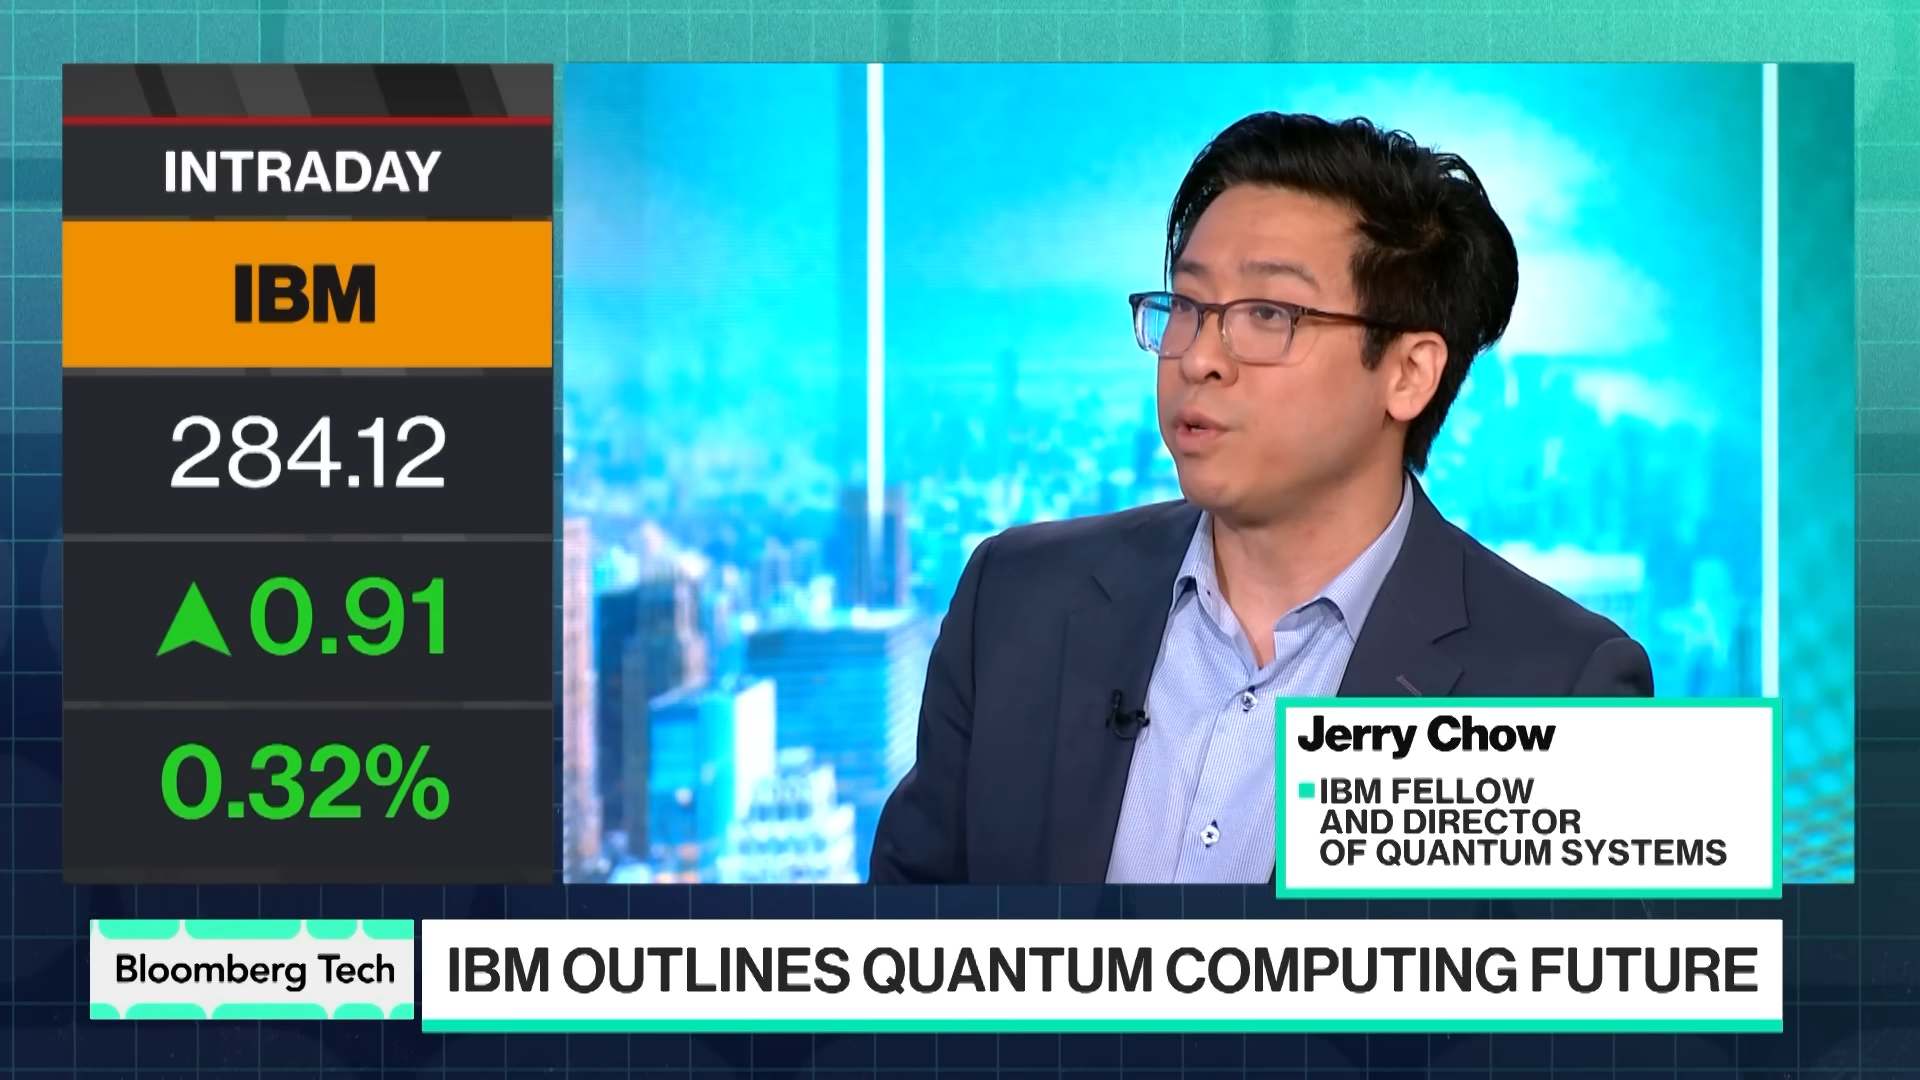 INTRADAY
IBM
284.12
▲0.91
0.32%
Jerry Chow
IBM FELLOW
AND DIRECTOR
OF QUANTUM SYSTEMS
Bloomberg Tech
IBM OUTLINES QUANTUM COMPUTING FUTURE